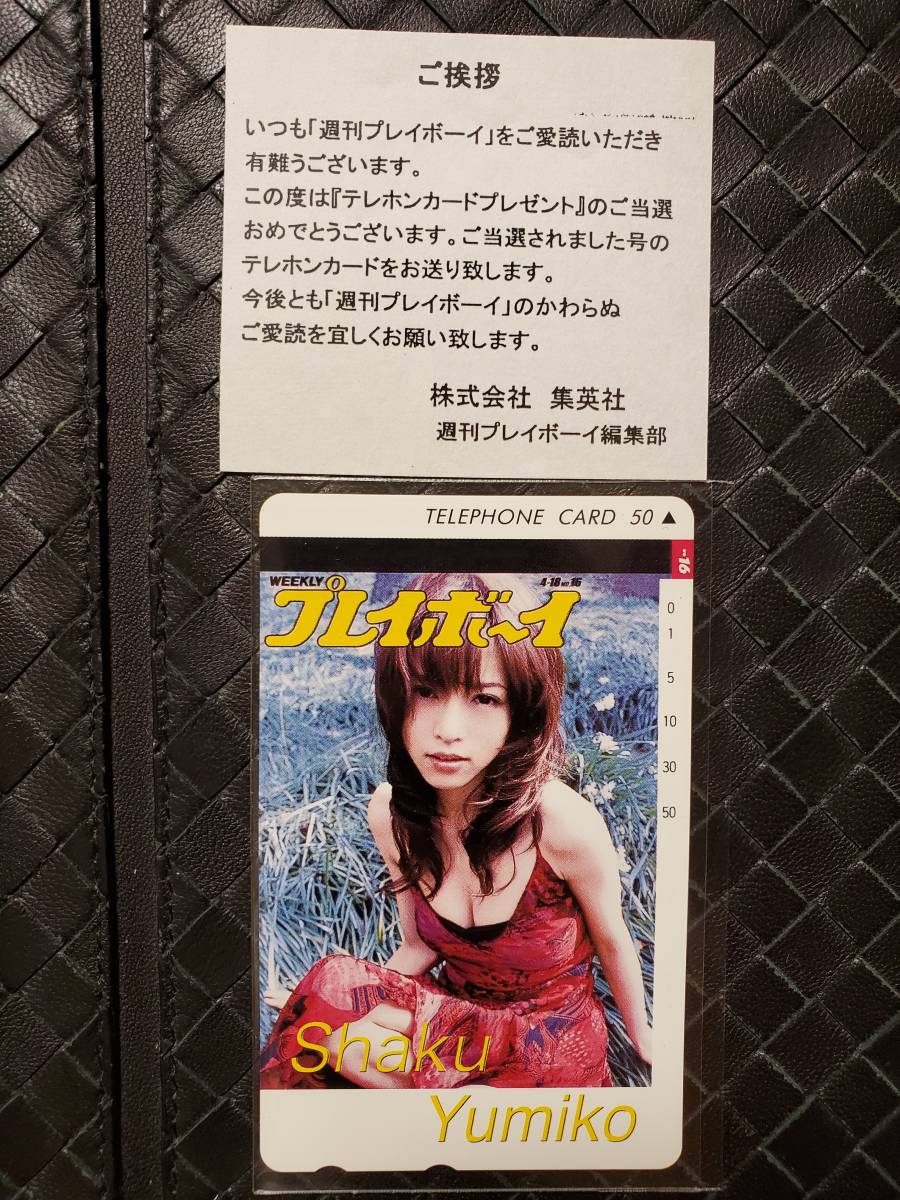 ご挨拶
いつも「週刊プレイボーイ」をご愛読いただき
有難うございます。
この度は『テレホンカードプレゼント』のご当選
おめでとうございます。ご当選されました号の
テレホンカードをお送り致します。
今後とも「週刊プレイボーイ」のかわらぬ
ご愛読を宜しくお願い致します。
株式会社 集英社
週刊プレイボーイ編集部
TELEPHONE CARD 50 ▲
16
WEEKLY
4-18 NO 16
プレイボーイ
0
1
5
10
30
50
Shaku
Yumiko